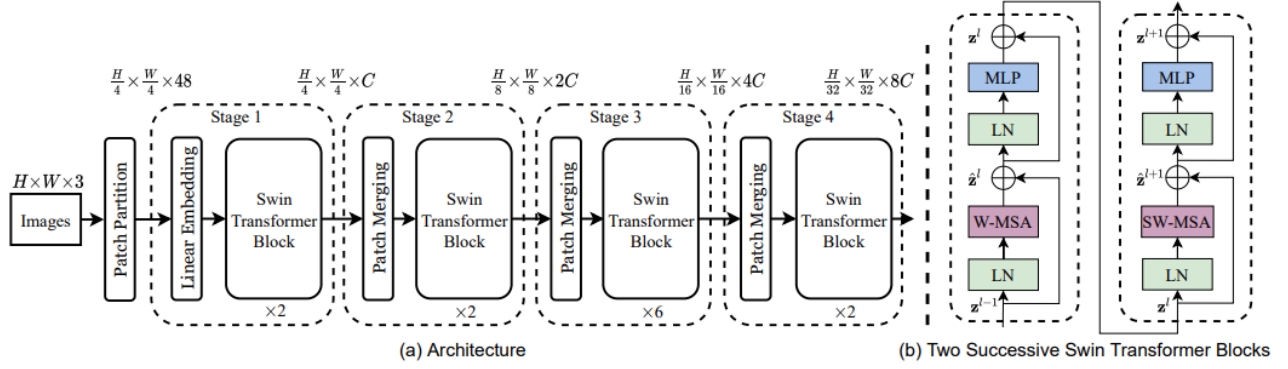 H×W×3
Images
Patch Partition
H/4 × W/4 × 48
Stage 1
Linear Embedding
Swin
Transformer
Block
×2
H/4 × W/4 × C
Stage 2
Patch Merging
Swin
Transformer
Block
×2
H/8 × W/8 × 2C
Stage 3
Patch Merging
Swin
Transformer
Block
×6
H/16 × W/16 × 4C
Stage 4
Patch Merging
Swin
Transformer
Block
×2
H/32 × W/32 × 8C
(a) Architecture
z^l
MLP
LN
ẑ^l
W-MSA
LN
z^{l-1}
z^{l+1}
MLP
LN
ẑ^{l+1}
SW-MSA
LN
z^l
(b) Two Successive Swin Transformer Blocks